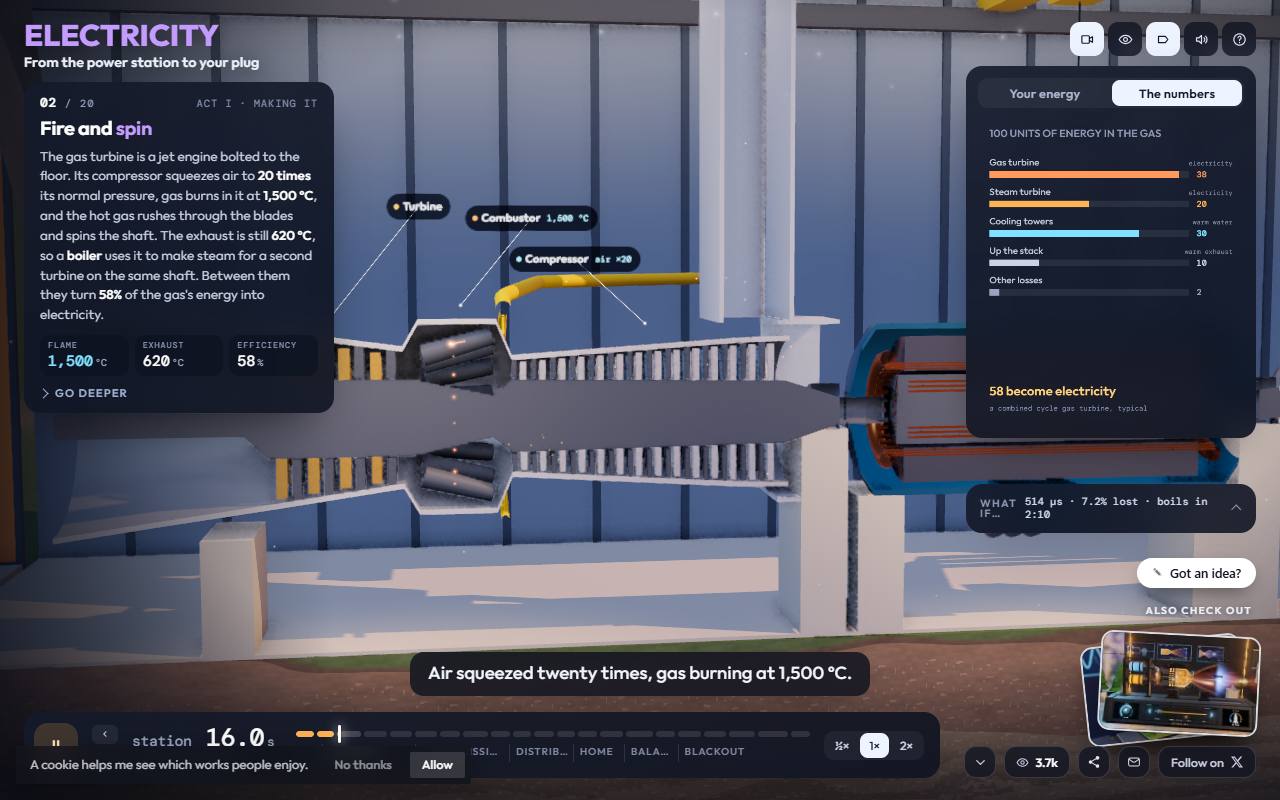 ELECTRICITY
From the power station to your plug
02 / 20
ACT I · MAKING IT
Fire and spin
The gas turbine is a jet engine bolted to the
floor. Its compressor squeezes air to 20 times
its normal pressure, gas burns in it at 1,500 °C,
and the hot gas rushes through the blades
and spins the shaft. The exhaust is still 620 °C,
so a boiler uses it to make steam for a second
turbine on the same shaft. Between them
they turn 58% of the gas's energy into
electricity.
FLAME
1,500 °C
EXHAUST
620 °C
EFFICIENCY
58 %
GO DEEPER
Turbine
Combustor 1,500 °C
Compressor air ×20
Your energy
The numbers
100 UNITS OF ENERGY IN THE GAS
Gas turbine
electricity
38
Steam turbine
electricity
20
Cooling towers
warm water
30
Up the stack
warm exhaust
10
Other losses
2
58 become electricity
a combined cycle gas turbine, typical
WHAT IF…
514 µs · 7.2% lost · boils in
2:10
Got an idea?
ALSO CHECK OUT
Air squeezed twenty times, gas burning at 1,500 °C.
station 16.0 s
DISTRIB…
HOME
BALA…
BLACKOUT
½×
1×
2×
A cookie helps me see which works people enjoy.
No thanks
Allow
3.7k
Follow on X